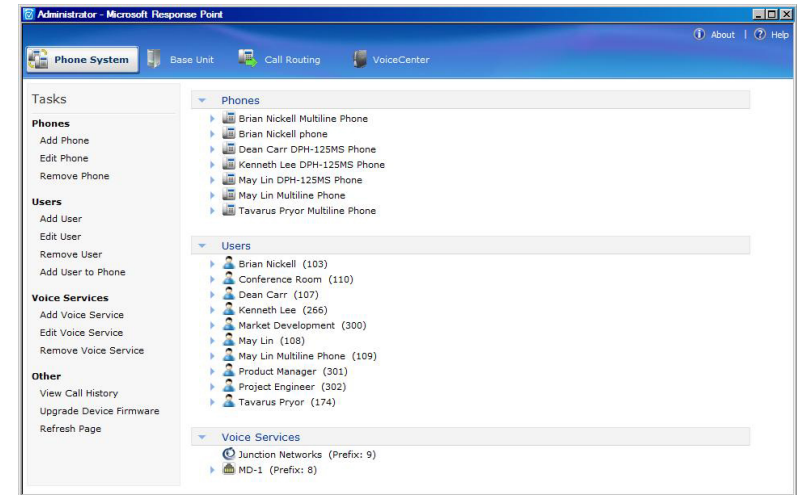 Administrator - Microsoft Response Point
About | Help
Phone System Base Unit Call Routing VoiceCenter
Tasks
Phones
Add Phone
Edit Phone
Remove Phone
Users
Add User
Edit User
Remove User
Add User to Phone
Voice Services
Add Voice Service
Edit Voice Service
Remove Voice Service
Other
View Call History
Upgrade Device Firmware
Refresh Page
Phones
Brian Nickell Multiline Phone
Brian Nickell phone
Dean Carr DPH-125MS Phone
Kenneth Lee DPH-125MS Phone
May Lin DPH-125MS Phone
May Lin Multiline Phone
Tavarus Pryor Multiline Phone
Users
Brian Nickell (103)
Conference Room (110)
Dean Carr (107)
Kenneth Lee (266)
Market Development (300)
May Lin (108)
May Lin Multiline Phone (109)
Product Manager (301)
Project Engineer (302)
Tavarus Pryor (174)
Voice Services
Junction Networks (Prefix: 9)
MD-1 (Prefix: 8)